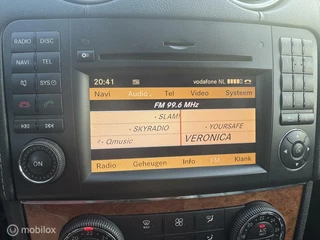 RADIO DISC
NAVI TEL
SYS
ON
20:41 vodafone NL
Navi Audio Tel Video Systeem
FM 99.6 MHz
- SLAM!
- SKYRADIO - YOURSAFE
- Qmusic VERONICA
Radio Geheugen Info FM Klank
Marktplaats